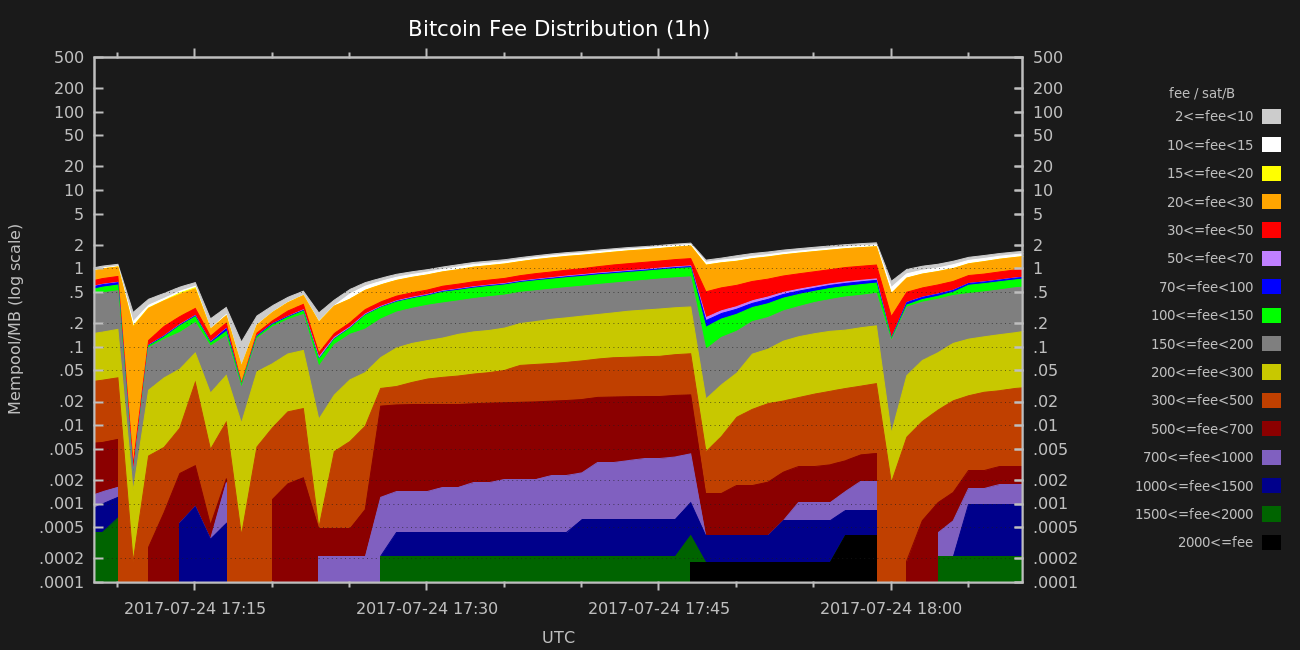 Bitcoin Fee Distribution (1h)
Mempool/MB (log scale)
500
200
100
50
20
10
5
2
1
.5
.2
.1
.05
.02
.01
.005
.002
.001
.0005
.0002
.0001
500
200
100
50
20
10
5
2
1
.5
.2
.1
.05
.02
.01
.005
.002
.001
.0005
.0002
.0001
2017-07-24 17:15
2017-07-24 17:30
2017-07-24 17:45
2017-07-24 18:00
UTC
fee / sat/B
2<=fee<10
10<=fee<15
15<=fee<20
20<=fee<30
30<=fee<50
50<=fee<70
70<=fee<100
100<=fee<150
150<=fee<200
200<=fee<300
300<=fee<500
500<=fee<700
700<=fee<1000
1000<=fee<1500
1500<=fee<2000
2000<=fee